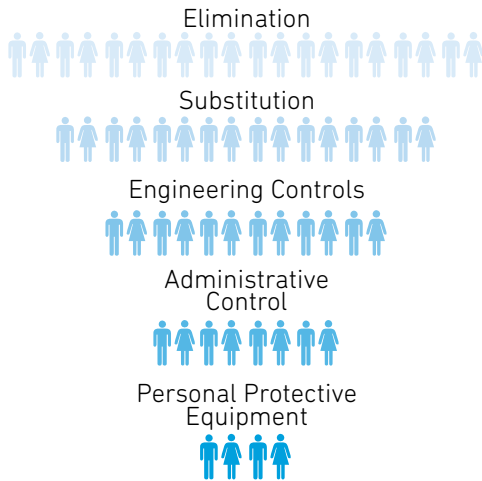 Elimination
Substitution
Engineering Controls
Administrative
Control
Personal Protective
Equipment